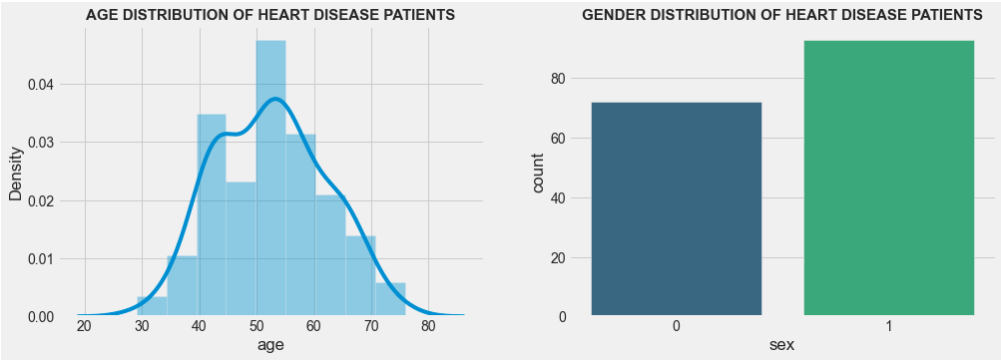 AGE DISTRIBUTION OF HEART DISEASE PATIENTS
Density
0.04
0.03
0.02
0.01
0.00
20 30 40 50 60 70 80
age
GENDER DISTRIBUTION OF HEART DISEASE PATIENTS
count
80
60
40
20
0
0 1
sex